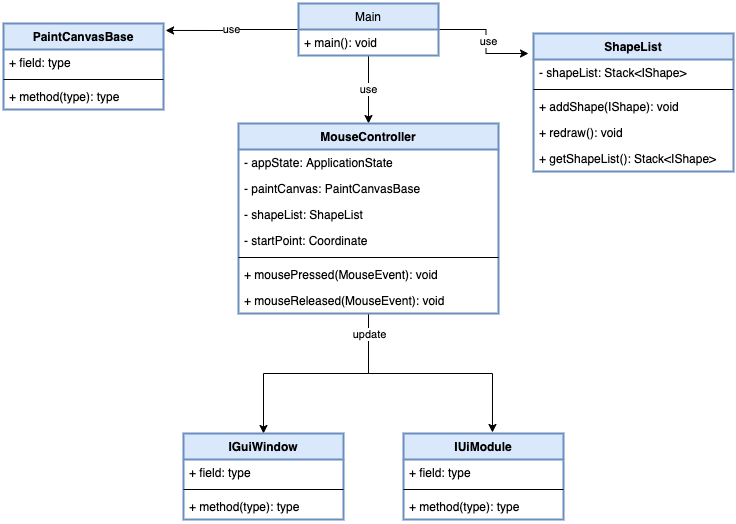 Main
+ main(): void
use
PaintCanvasBase
+ field: type
+ method(type): type
use
ShapeList
- shapeList: Stack<IShape>
+ addShape(IShape): void
+ redraw(): void
+ getShapeList(): Stack<IShape>
use
MouseController
- appState: ApplicationState
- paintCanvas: PaintCanvasBase
- shapeList: ShapeList
- startPoint: Coordinate
+ mousePressed(MouseEvent): void
+ mouseReleased(MouseEvent): void
update
IGuiWindow
+ field: type
+ method(type): type
IUiModule
+ field: type
+ method(type): type